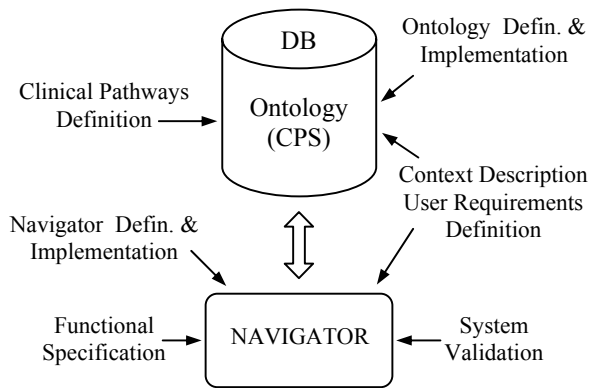 DB
Ontology
(CPS)
Ontology Defin. &
Implementation
Clinical Pathways
Definition
Context Description
User Requirements
Definition
Navigator Defin. &
Implementation
Functional
Specification
NAVIGATOR
System
Validation